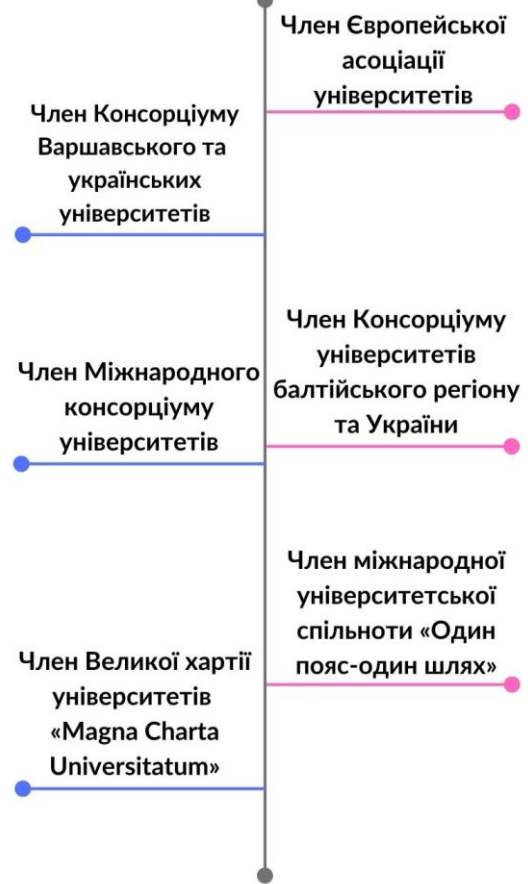 Член Європейської
асоціації
університетів
Член Консорціуму
Варшавського та
українських
університетів
Член Консорціуму
університетів
балтійського регіону
та України
Член Міжнародного
консорціуму
університетів
Член міжнародної
університетської
спільноти «Один
пояс-один шлях»
Член Великої хартії
університетів
«Magna Charta
Universitatum»